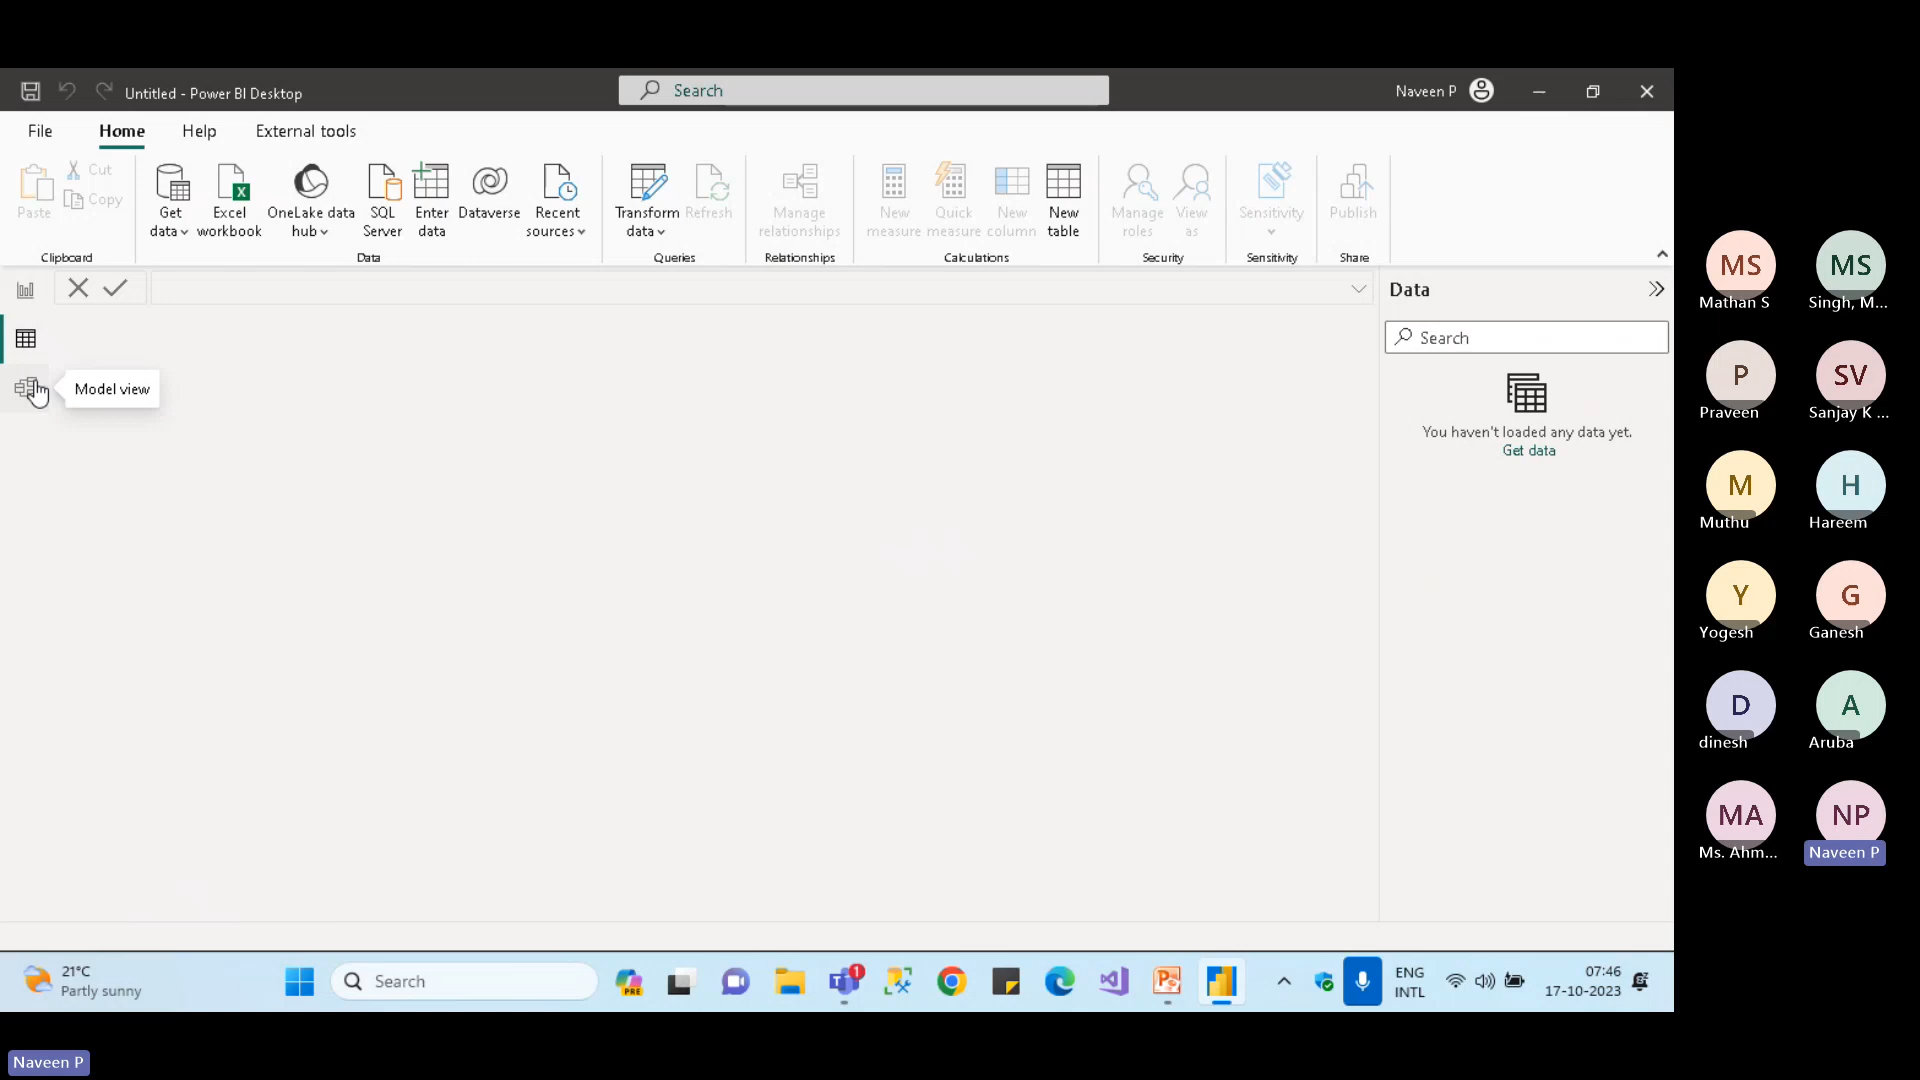 Untitled - Power BI Desktop
Search
Naveen P
File Home Help External tools
Paste
Cut
Copy
Clipboard
Get data
Excel workbook
OneLake data hub
SQL Server
Enter data
Dataverse
Recent sources
Data
Transform data
Refresh
Queries
Manage relationships
Relationships
New measure
Quick measure
New column
New table
Calculations
Manage roles
View as
Security
Sensitivity
Sensitivity
Publish
Share
Model view
Data
Search
You haven't loaded any data yet.
Get data
MS
Mathan S
MS
Singh, M...
P
Praveen
SV
Sanjay K ...
M
Muthu
H
Hareem
Y
Yogesh
G
Ganesh
D
dinesh
A
Aruba
MA
Ms. Ahm...
NP
Naveen P
21°C
Partly sunny
Search
PRE
1
ENG
INTL
07:46
17-10-2023
Naveen P